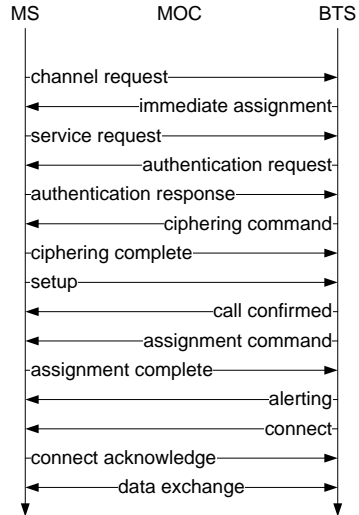 MS MOC BTS
channel request
immediate assignment
service request
authentication request
authentication response
ciphering command
ciphering complete
setup
call confirmed
assignment command
assignment complete
alerting
connect
connect acknowledge
data exchange